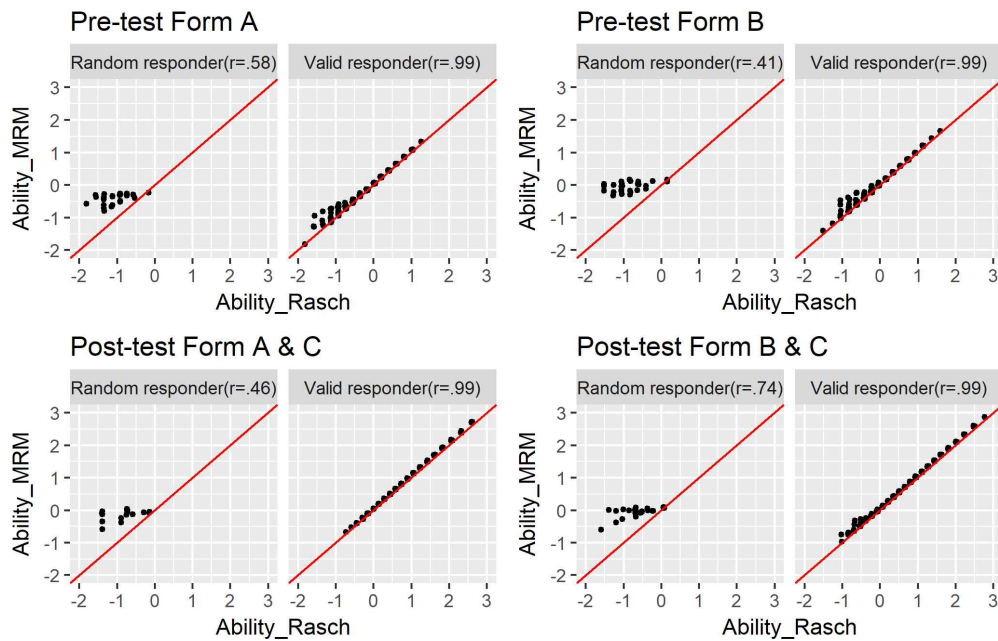 Pre-test Form A
Random responder(r=.58) Valid responder(r=.99)
3
2
1
0
-1
-2
Ability_MRM
-2 -1 0 1 2 3 -2 -1 0 1 2 3
Ability_Rasch
Pre-test Form B
Random responder(r=.41) Valid responder(r=.99)
3
2
1
0
-1
-2
Ability_MRM
-2 -1 0 1 2 3 -2 -1 0 1 2 3
Ability_Rasch
Post-test Form A & C
Random responder(r=.46) Valid responder(r=.99)
3
2
1
0
-1
-2
Ability_MRM
-2 -1 0 1 2 3 -2 -1 0 1 2 3
Ability_Rasch
Post-test Form B & C
Random responder(r=.74) Valid responder(r=.99)
3
2
1
0
-1
-2
Ability_MRM
-2 -1 0 1 2 3 -2 -1 0 1 2 3
Ability_Rasch